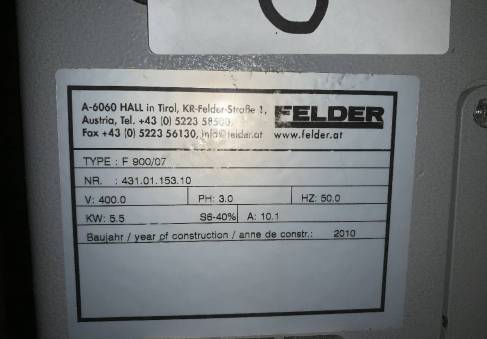 A-6060 HALL in Tirol, KR-Felder-Straße 1,
Austria, Tel. +43 (0) 5223 58500,
Fax +43 (0) 5223 56130, info@felder.at www.felder.at
FELDER
TYPE : F 900/07
NR. : 431.01.153.10
V: 400.0 PH: 3.0 HZ: 50.0
KW: 5.5 S6-40% A: 10.1
Baujahr / year of construction / anne de constr.: 2010